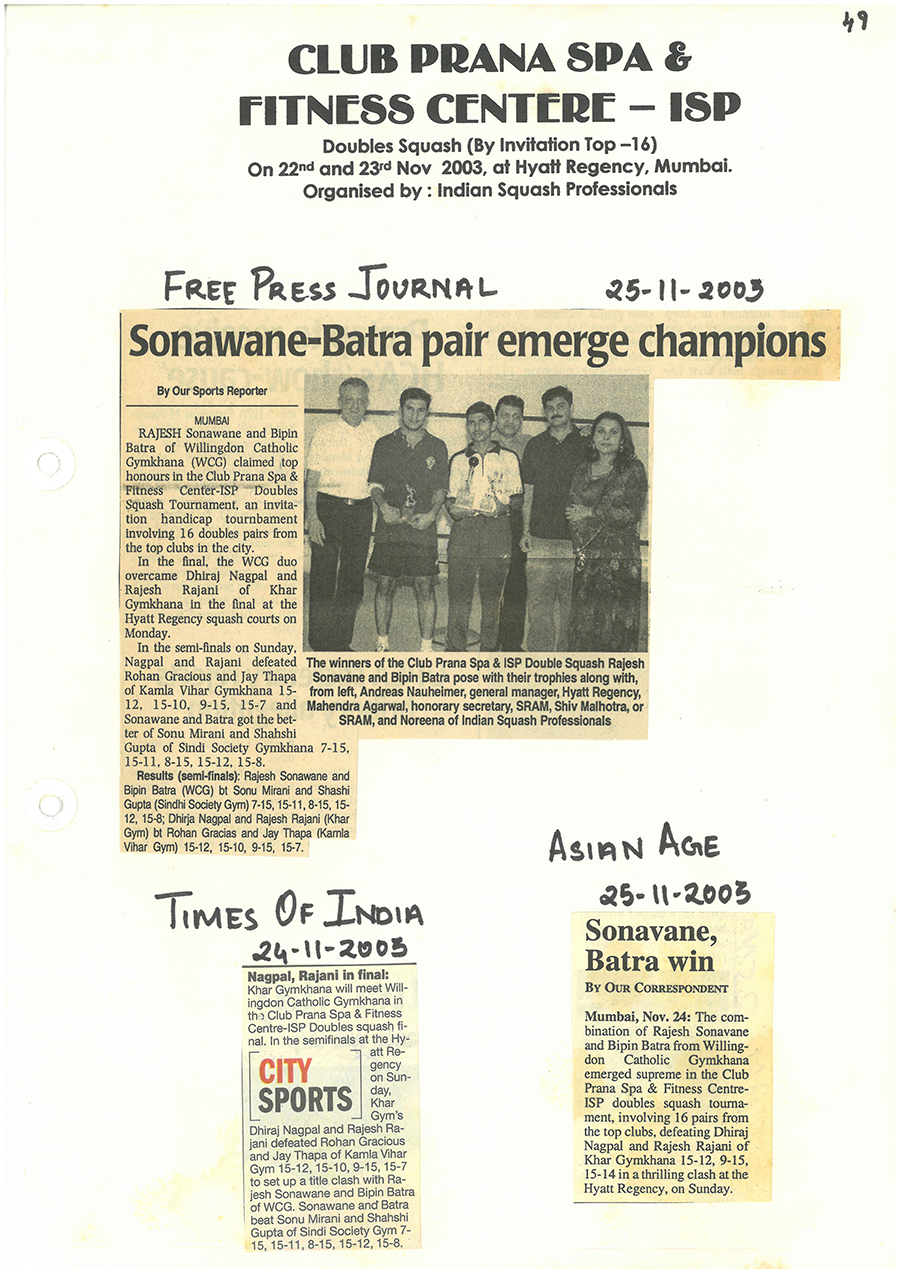 49
CLUB PRANA SPA &
FITNESS CENTERE – ISP
Doubles Squash (By Invitation Top –16)
On 22nd and 23rd Nov 2003, at Hyatt Regency, Mumbai.
Organised by : Indian Squash Professionals
FREE PRESS JOURNAL 25-11-2003
Sonawane-Batra pair emerge champions
By Our Sports Reporter
MUMBAI
RAJESH Sonawane and Bipin
Batra of Willingdon Catholic
Gymkhana (WCG) claimed top
honours in the Club Prana Spa &
Fitness Center-ISP Doubles
Squash Tournament, an invita-
tion handicap tournbament
involving 16 doubles pairs from
the top clubs in the city.
In the final, the WCG duo
overcame Dhiraj Nagpal and
Rajesh Rajani of Khar
Gymkhana in the final at the
Hyatt Regency squash courts on
Monday.
In the semi-finals on Sunday,
Nagpal and Rajani defeated
Rohan Gracious and Jay Thapa
of Kamla Vihar Gymkhana 15-
12, 15-10, 9-15, 15-7 and
Sonawane and Batra got the bet-
ter of Sonu Mirani and Shahshi
Gupta of Sindi Society Gymkhana 7-15,
15-11, 8-15, 15-12, 15-8.
Results (semi-finals): Rajesh Sonawane and
Bipin Batra (WCG) bt Sonu Mirani and Shashi
Gupta (Sindhi Society Gym) 7-15, 15-11, 8-15, 15-
12, 15-8; Dhirja Nagpal and Rajesh Rajani (Khar
Gym) bt Rohan Gracias and Jay Thapa (Kamla
Vihar Gym) 15-12, 15-10, 9-15, 15-7.
The winners of the Club Prana Spa & ISP Double Squash Rajesh
Sonavane and Bipin Batra pose with their trophies along with,
from left, Andreas Nauheimer, general manager, Hyatt Regency,
Mahendra Agarwal, honorary secretary, SRAM, Shiv Malhotra, or
SRAM, and Noreena of Indian Squash Professionals
TIMES OF INDIA
24-11-2003
Nagpal, Rajani in final:
Khar Gymkhana will meet Will-
ingdon Catholic Gymkhana in
the Club Prana Spa & Fitness
Centre-ISP Doubles squash fi-
nal. In the semifinals at the Hy-
att Re-
gency
on Sun-
day,
Khar
Gym's
CITY
SPORTS
Dhiraj Nagpal and Rajesh Ra-
jani defeated Rohan Gracious
and Jay Thapa of Kamla Vihar
Gym 15-12, 15-10, 9-15, 15-7
to set up a title clash with Ra-
jesh Sonawane and Bipin Batra
of WCG. Sonawane and Batra
beat Sonu Mirani and Shahshi
Gupta of Sindi Society Gym 7-
15, 15-11, 8-15, 15-12, 15-8.
ASIAN AGE
25-11-2003
Sonavane,
Batra win
BY OUR CORRESPONDENT
Mumbai, Nov. 24: The com-
bination of Rajesh Sonavane
and Bipin Batra from Willing-
don Catholic Gymkhana
emerged supreme in the Club
Prana Spa & Fitness Centre-
ISP doubles squash tourna-
ment, involving 16 pairs from
the top clubs, defeating Dhiraj
Nagpal and Rajesh Rajani of
Khar Gymkhana 15-12, 9-15,
15-14 in a thrilling clash at the
Hyatt Regency, on Sunday.